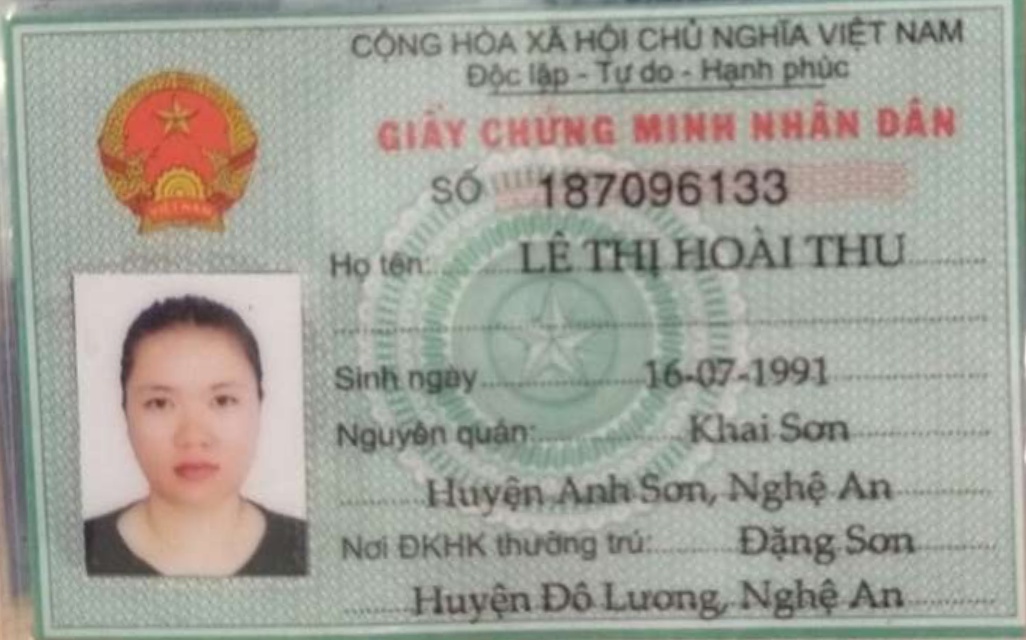 CỘNG HÒA XÃ HỘI CHỦ NGHĨA VIỆT NAM
Độc lập - Tự do - Hạnh phúc
GIẤY CHỨNG MINH NHÂN DÂN
SỐ 187096133
Họ tên: LÊ THỊ HOÀI THU
Sinh ngày 16-07-1991
Nguyên quán: Khai Sơn
Huyện Anh Sơn, Nghệ An
Nơi ĐKHK thường trú: Đặng Sơn
Huyện Đô Lương, Nghệ An